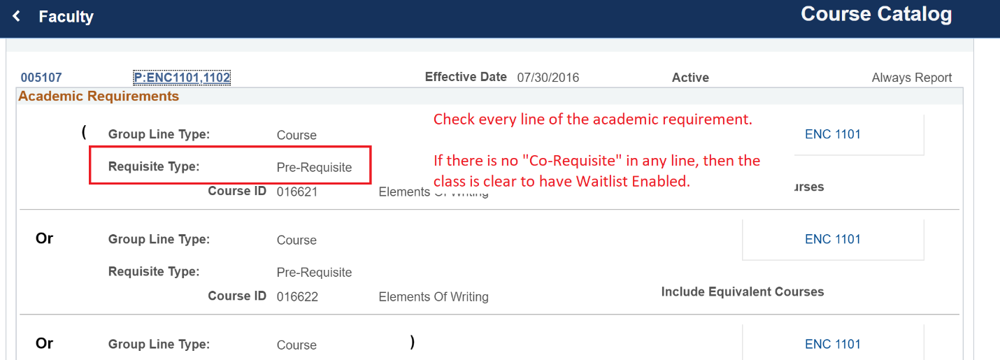 Faculty
Course Catalog
005107 P:ENC1101,1102 Effective Date 07/30/2016 Active Always Report
Academic Requirements
Check every line of the academic requirement.
( Group Line Type: Course ENC 1101
If there is no "Co-Requisite" in any line, then the
Requisite Type: Pre-Requisite
class is clear to have Waitlist Enabled.
Course ID 016621 Elements Of Writing
Or Group Line Type: Course ENC 1101
Requisite Type: Pre-Requisite
Course ID 016622 Elements Of Writing Include Equivalent Courses
Or Group Line Type: Course ) ENC 1101